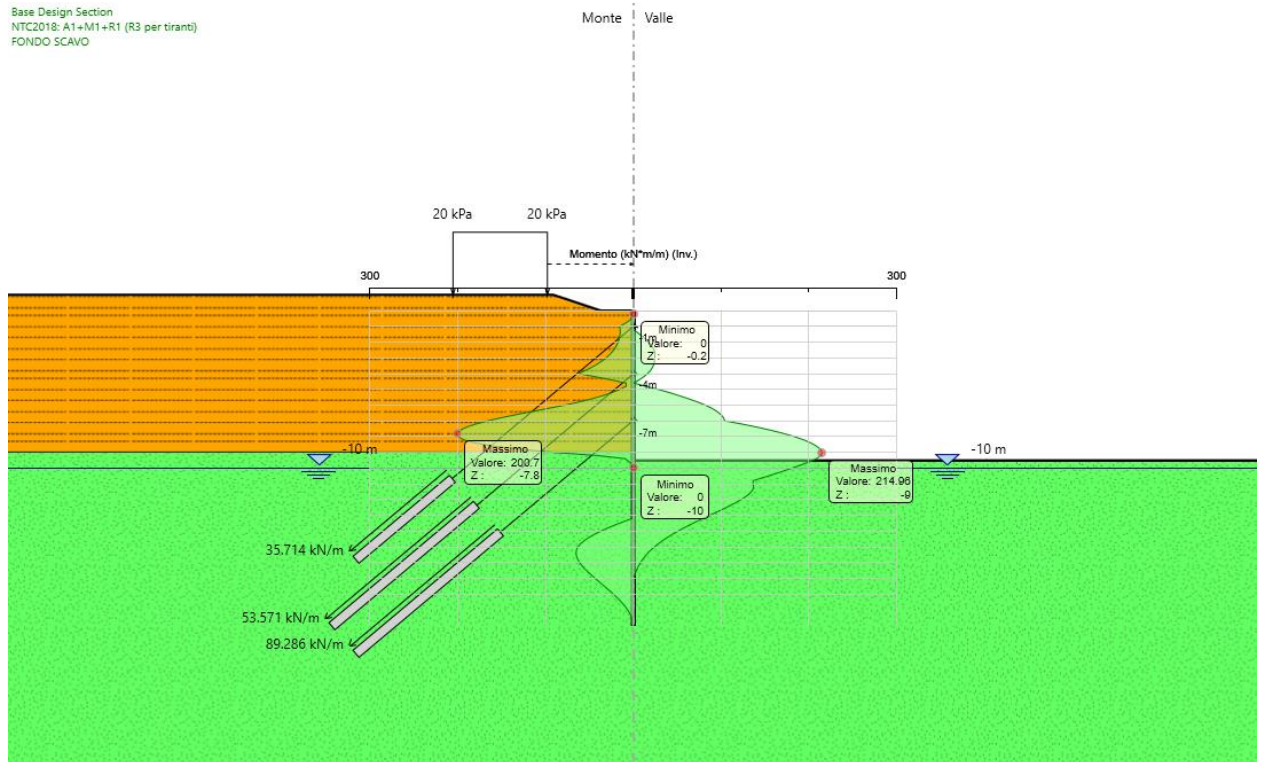 Base Design Section
NTC2018: A1+M1+R1 (R3 per tiranti)
FONDO SCAVO
Monte
Valle
20 kPa
20 kPa
Momento (kN*m/m) (Inv.)
300
300
Minimo
Valore: 0
Z : -0.2
-1m
-4m
-7m
-10 m
-10 m
Massimo
Valore: 200.7
Z : -7.8
Massimo
Valore: 214.96
Z : -9
Minimo
Valore: 0
Z : -10
35.714 kN/m
53.571 kN/m
89.286 kN/m